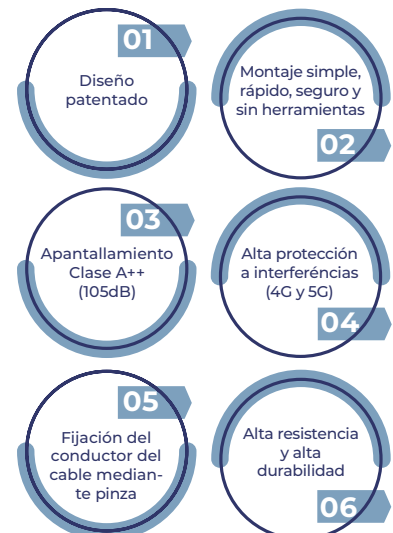 01
Diseño
patentado
Montaje simple,
rápido, seguro y
sin herramientas
02
03
Apantallamiento
Clase A++
(105dB)
Alta protección
a interferéncias
(4G y 5G)
04
05
Fijación del
conductor del
cable median-
te pinza
Alta resistencia
y alta
durabilidad
06